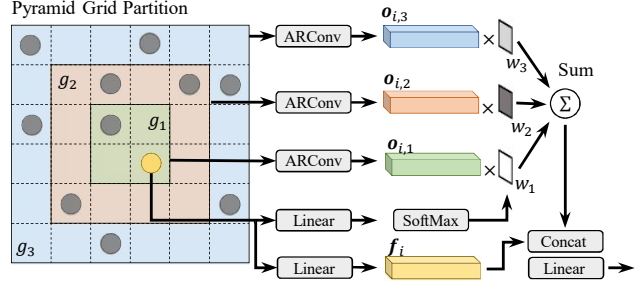 Pyramid Grid Partition
g₂
g₁
g₃
ARConv
o_{i,3}
×
w₃
Sum
ARConv
o_{i,2}
×
w₂
Σ
ARConv
o_{i,1}
×
w₁
Linear
SoftMax
f_i
Linear
Concat
Linear